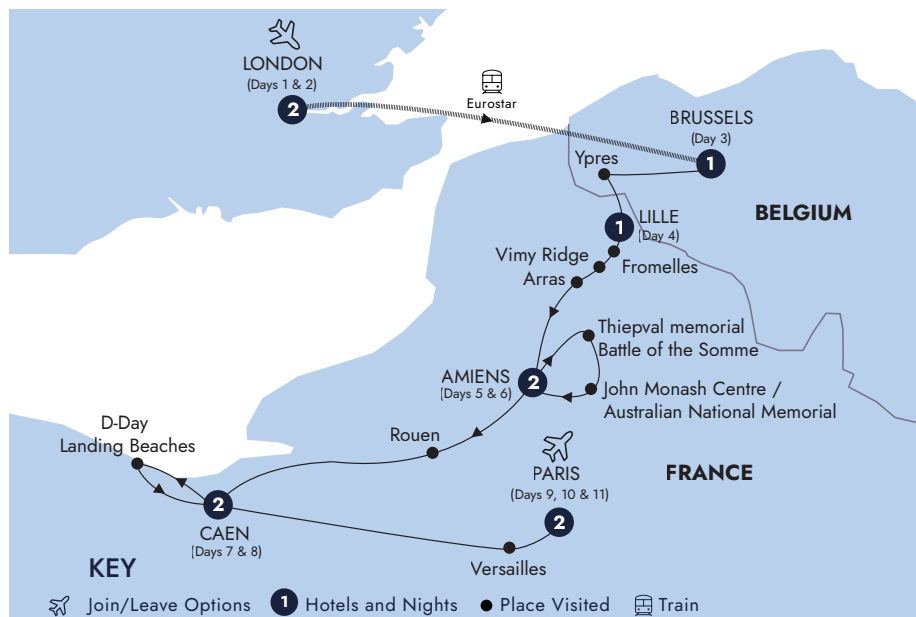 LONDON
(Days 1 & 2)
2
Eurostar
BRUSSELS
(Day 3)
1
Ypres
BELGIUM
LILLE
1
(Day 4)
Vimy Ridge
Fromelles
Arras
Thiepval memorial
Battle of the Somme
AMIENS
(Days 5 & 6)
2
John Monash Centre /
Australian National Memorial
D-Day
Landing Beaches
Rouen
PARIS
(Days 9, 10 & 11)
2
FRANCE
2
CAEN
(Days 7 & 8)
Versailles
KEY
Join/Leave Options
1 Hotels and Nights
Place Visited
Train